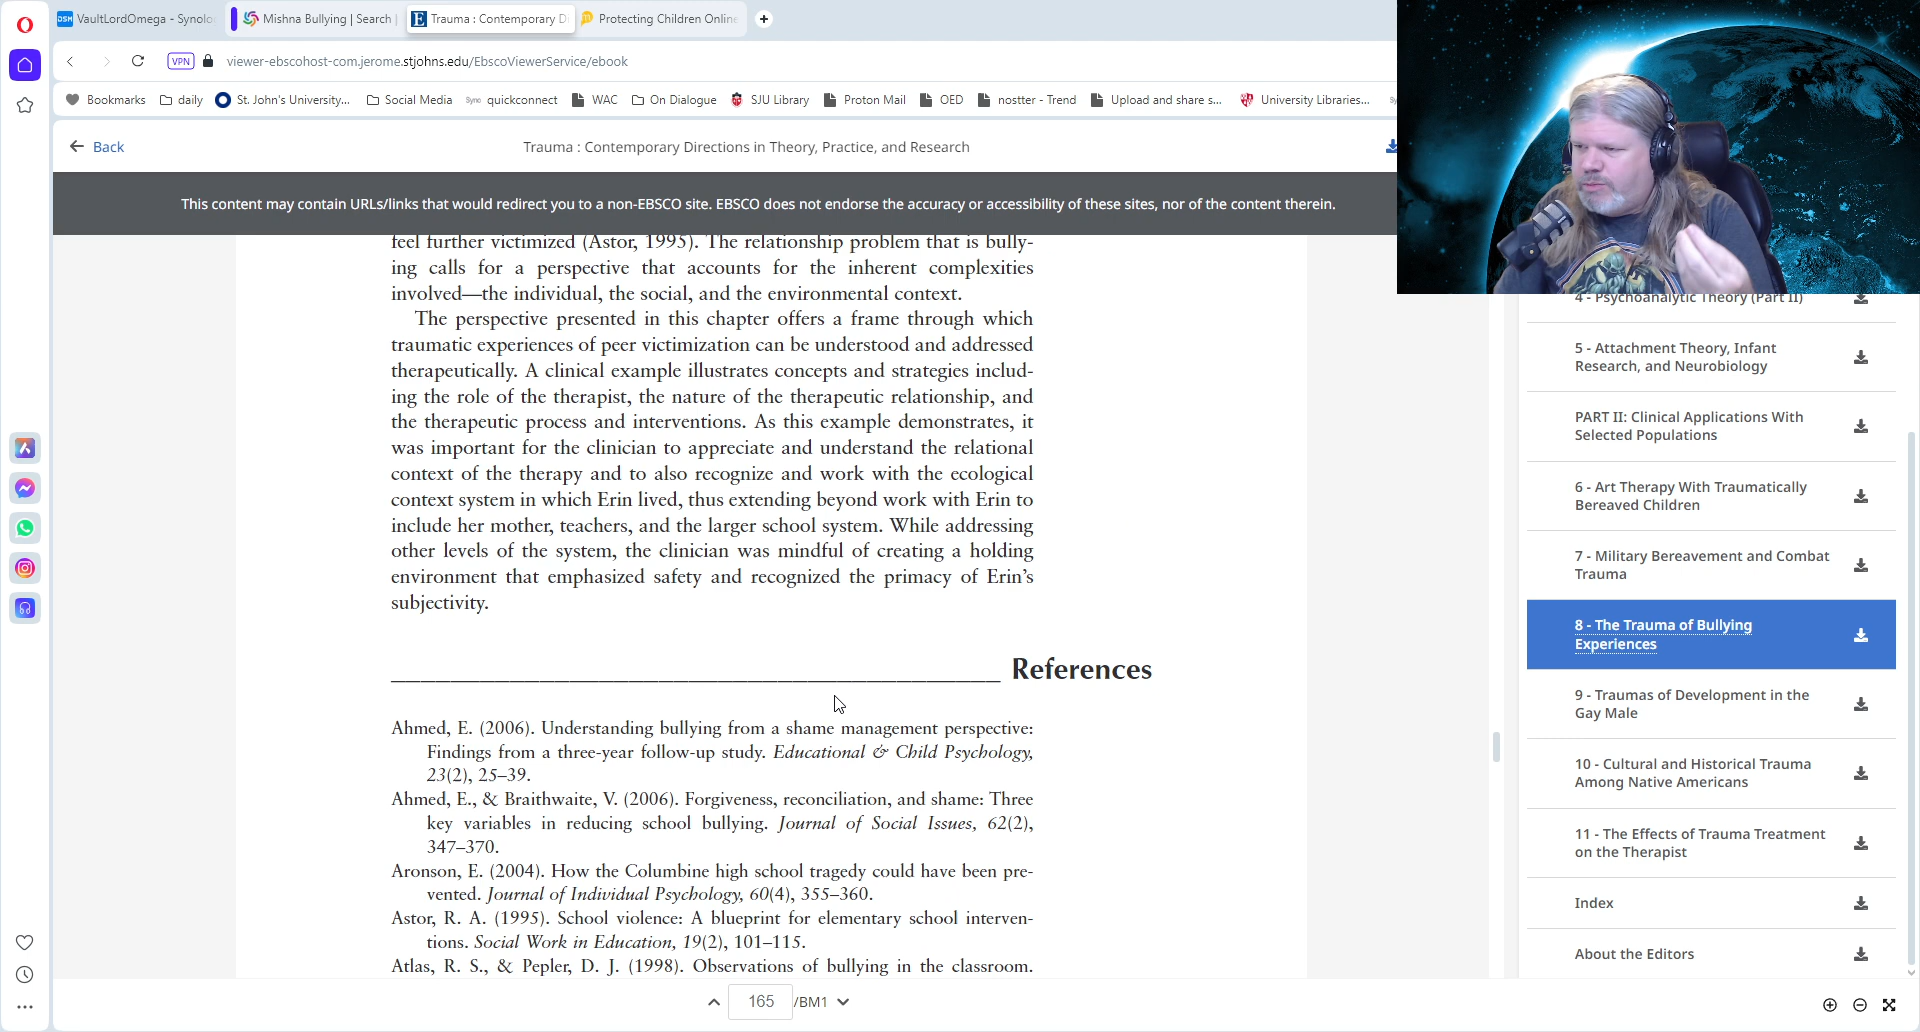 VaultLordOmega - Synolo
Mishna Bullying | Search
Trauma : Contemporary Di
Protecting Children Online
VPN
viewer-ebscohost-com.jerome.stjohns.edu/EbscoViewerService/ebook
Bookmarks
daily
St. John's University...
Social Media
quickconnect
WAC
On Dialogue
SJU Library
Proton Mail
OED
nostter - Trend
Upload and share s...
University Libraries...
Back
Trauma : Contemporary Directions in Theory, Practice, and Research
This content may contain URLs/links that would redirect you to a non-EBSCO site. EBSCO does not endorse the accuracy or accessibility of these sites, nor of the content therein.
feel further victimized (Astor, 1995). The relationship problem that is bully-
ing calls for a perspective that accounts for the inherent complexities
involved—the individual, the social, and the environmental context.
The perspective presented in this chapter offers a frame through which
traumatic experiences of peer victimization can be understood and addressed
therapeutically. A clinical example illustrates concepts and strategies includ-
ing the role of the therapist, the nature of the therapeutic relationship, and
the therapeutic process and interventions. As this example demonstrates, it
was important for the clinician to appreciate and understand the relational
context of the therapy and to also recognize and work with the ecological
context system in which Erin lived, thus extending beyond work with Erin to
include her mother, teachers, and the larger school system. While addressing
other levels of the system, the clinician was mindful of creating a holding
environment that emphasized safety and recognized the primacy of Erin's
subjectivity.
References
Ahmed, E. (2006). Understanding bullying from a shame management perspective:
Findings from a three-year follow-up study. Educational & Child Psychology,
23(2), 25–39.
Ahmed, E., & Braithwaite, V. (2006). Forgiveness, reconciliation, and shame: Three
key variables in reducing school bullying. Journal of Social Issues, 62(2),
347–370.
Aronson, E. (2004). How the Columbine high school tragedy could have been pre-
vented. Journal of Individual Psychology, 60(4), 355–360.
Astor, R. A. (1995). School violence: A blueprint for elementary school interven-
tions. Social Work in Education, 19(2), 101–115.
Atlas, R. S., & Pepler, D. J. (1998). Observations of bullying in the classroom.
4 - Psychoanalytic Theory (Part II)
5 - Attachment Theory, Infant
Research, and Neurobiology
PART II: Clinical Applications With
Selected Populations
6 - Art Therapy With Traumatically
Bereaved Children
7 - Military Bereavement and Combat
Trauma
8 - The Trauma of Bullying
Experiences
9 - Traumas of Development in the
Gay Male
10 - Cultural and Historical Trauma
Among Native Americans
11 - The Effects of Trauma Treatment
on the Therapist
Index
About the Editors
165 /BM1